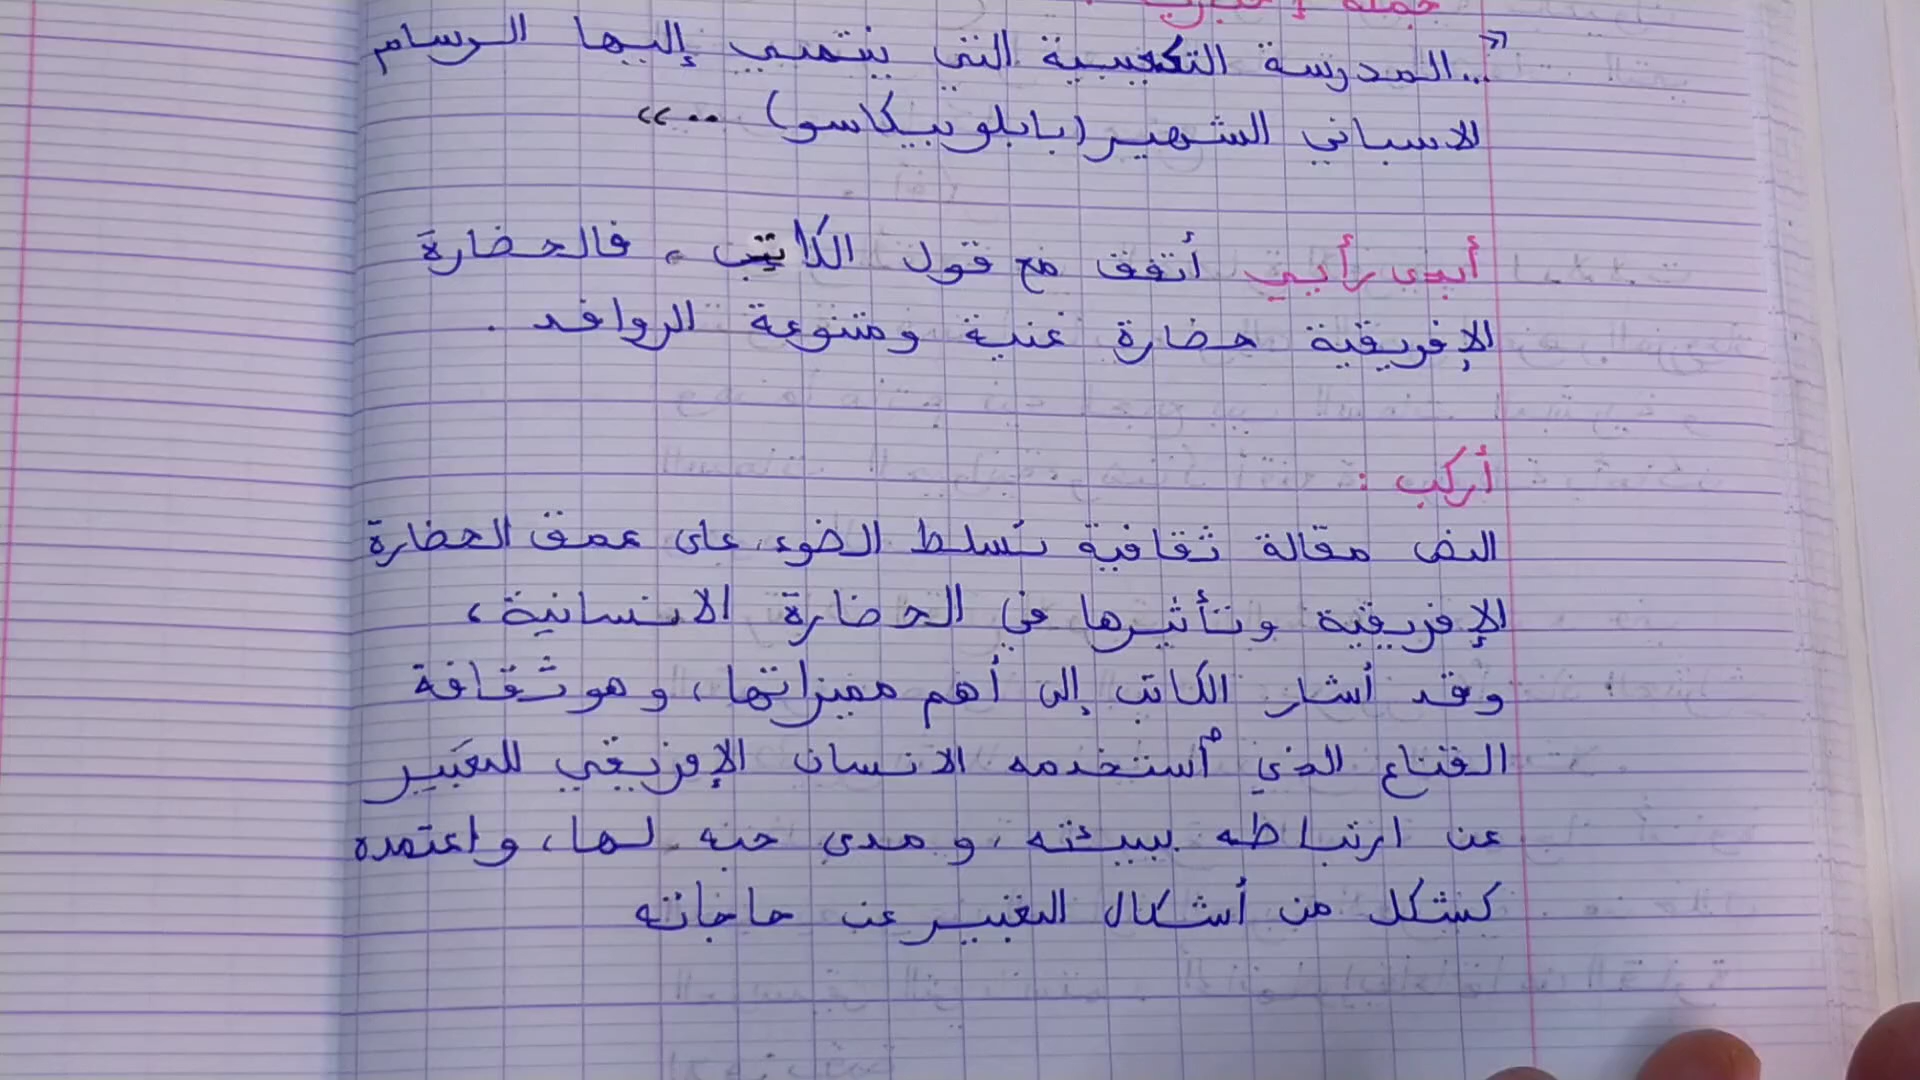 جملة
«...المدرسة التكعيبية التي ينتمي إليها الرسام
الاسباني الشهير (بابلو بيكاسو) ..»
أبدي رأيي أتفق مع قول الكاتب، فالحضارة
الإفريقية حضارة غنية ومتنوعة الروافد.
أركب :
النص مقالة ثقافية تسلط الضوء على عمق الحضارة
الإفريقية وتأثيرها في الحضارة الانسانية،
وقد أشار الكاتب إلى أهم مميزاتها، وهو ثقافة
القناع الذي أستخدمه الانسان الإفريقي للتعبير
عن ارتباطه ببيئته، ومدى حبه لها، واعتمده
كشكل من أشكال التعبير عن حاجاته